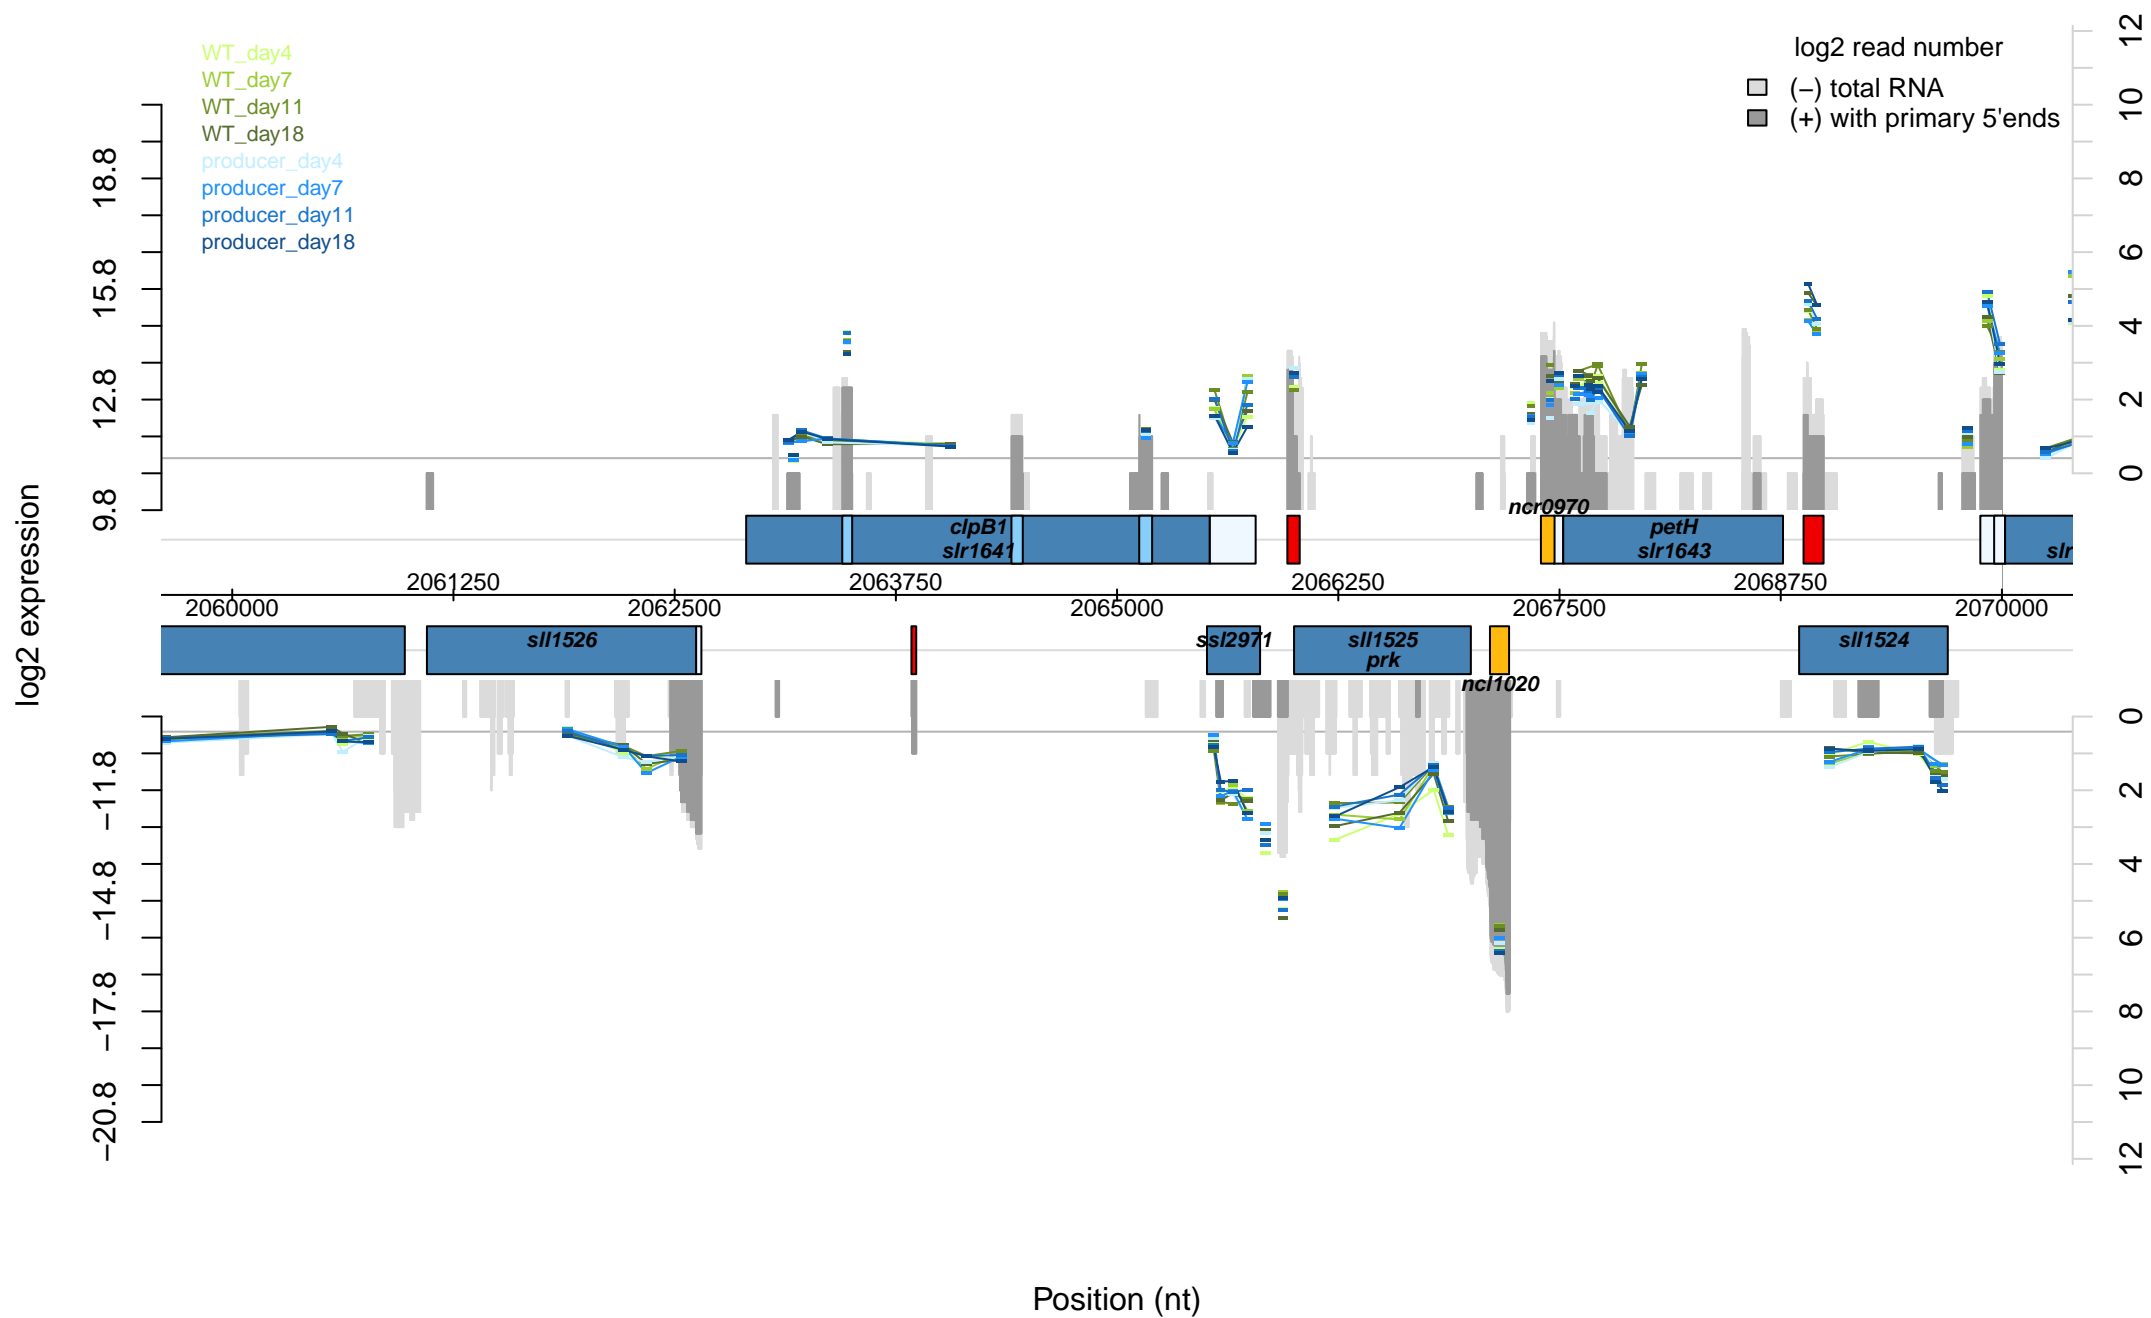 WT_day4
WT_day7
WT_day11
WT_day18
producer_day4
producer_day7
producer_day11
producer_day18
log2 read number
(−) total RNA
(+) with primary 5'ends
log2 expression
18.8
15.8
12.8
9.8
12
10
8
6
4
2
0
ncr0970
clpB1
slr1641
petH
slr1643
slr
2061250
2063750
2066250
2068750
2060000
2062500
2065000
2067500
2070000
sll1526
ssl2971
sll1525
prk
ncl1020
sll1524
−11.8
−14.8
−17.8
−20.8
0
2
4
6
8
10
12
Position (nt)